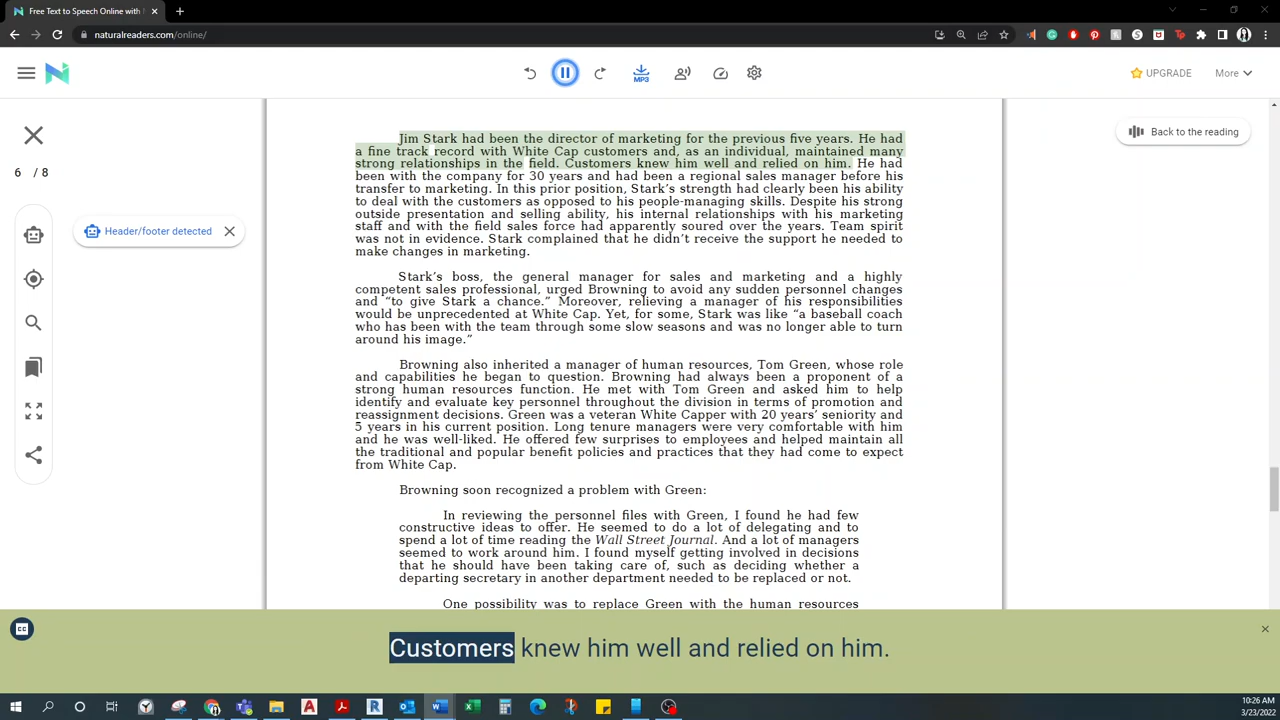 Free Text to Speech Online with
naturalreaders.com/online/
MP3
UPGRADE
More
6 / 8
Back to the reading
Header/footer detected
Jim Stark had been the director of marketing for the previous five years. He had
a fine track record with White Cap customers and, as an individual, maintained many
strong relationships in the field. Customers knew him well and relied on him. He had
been with the company for 30 years and had been a regional sales manager before his
transfer to marketing. In this prior position, Stark’s strength had clearly been his ability
to deal with the customers as opposed to his people-managing skills. Despite his strong
outside presentation and selling ability, his internal relationships with his marketing
staff and with the field sales force had apparently soured over the years. Team spirit
was not in evidence. Stark complained that he didn’t receive the support he needed to
make changes in marketing.
Stark’s boss, the general manager for sales and marketing and a highly
competent sales professional, urged Browning to avoid any sudden personnel changes
and “to give Stark a chance.” Moreover, relieving a manager of his responsibilities
would be unprecedented at White Cap. Yet, for some, Stark was like “a baseball coach
who has been with the team through some slow seasons and was no longer able to turn
around his image.”
Browning also inherited a manager of human resources, Tom Green, whose role
and capabilities he began to question. Browning had always been a proponent of a
strong human resources function. He met with Tom Green and asked him to help
identify and evaluate key personnel throughout the division in terms of promotion and
reassignment decisions. Green was a veteran White Capper with 20 years’ seniority and
5 years in his current position. Long tenure managers were very comfortable with him
and he was well-liked. He offered few surprises to employees and helped maintain all
the traditional and popular benefit policies and practices that they had come to expect
from White Cap.
Browning soon recognized a problem with Green:
In reviewing the personnel files with Green, I found he had few
constructive ideas to offer. He seemed to do a lot of delegating and to
spend a lot of time reading the Wall Street Journal. And a lot of managers
seemed to work around him. I found myself getting involved in decisions
that he should have been taking care of, such as deciding whether a
departing secretary in another department needed to be replaced or not.
One possibility was to replace Green with the human resources
CC
Customers knew him well and relied on him.
10:26 AM
3/23/2022